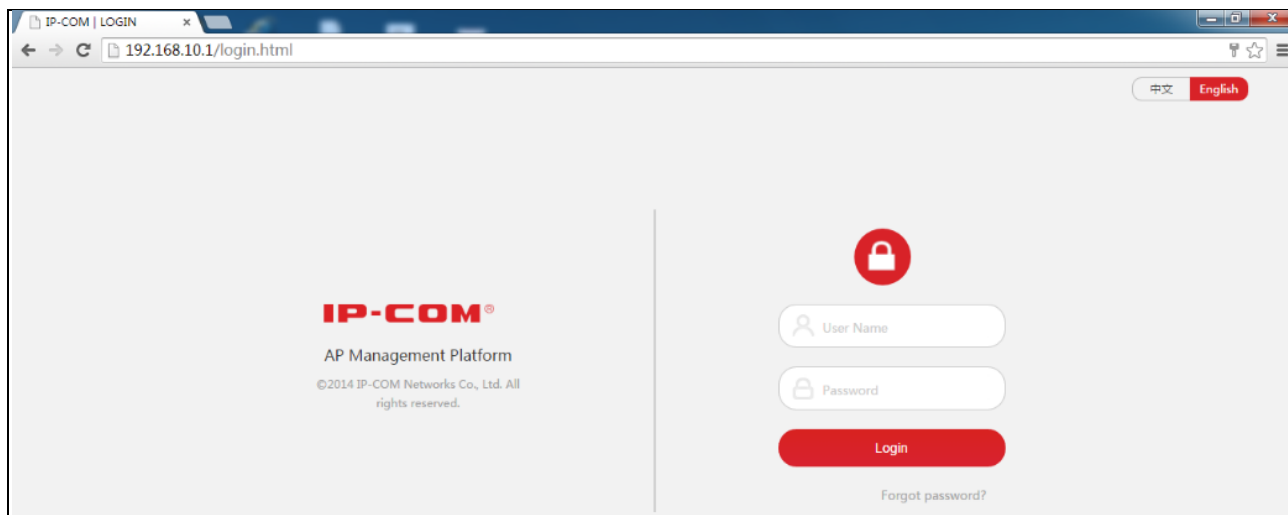 IP-COM | LOGIN
192.168.10.1/login.html
中文 English
IP-COM®
AP Management Platform
©2014 IP-COM Networks Co., Ltd. All
rights reserved.
User Name
Password
Login
Forgot password?